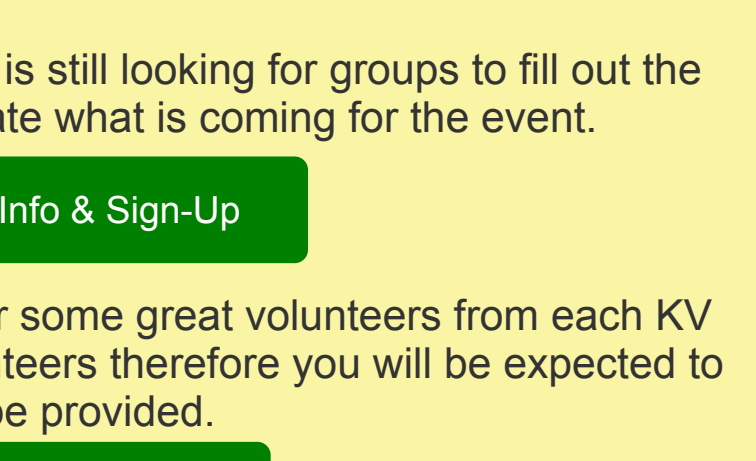 is still looking for groups to fill out the
ate what is coming for the event.
Info & Sign-Up
r some great volunteers from each KV
nteers therefore you will be expected to
be provided.